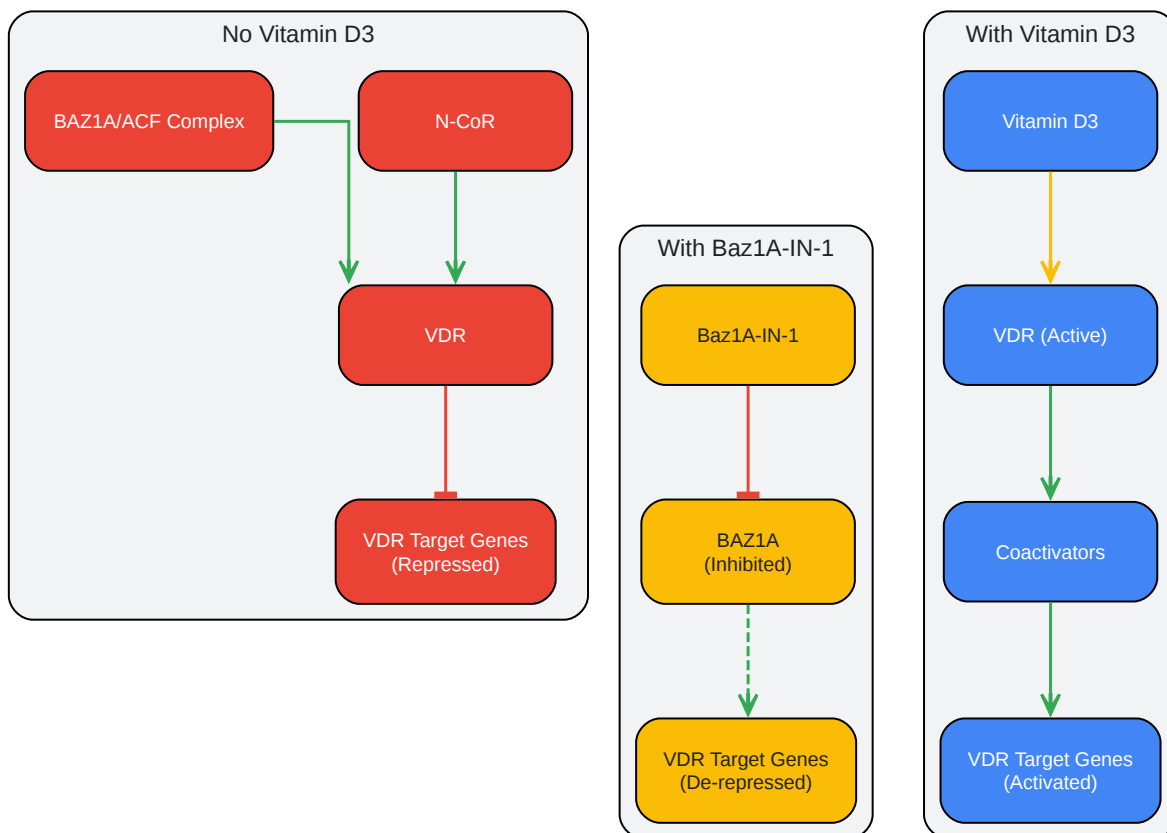 No Vitamin D3
BAZ1A/ACF Complex
N-CoR
VDR
VDR Target Genes
(Repressed)
With Baz1A-IN-1
Baz1A-IN-1
BAZ1A
(Inhibited)
VDR Target Genes
(De-repressed)
With Vitamin D3
Vitamin D3
VDR (Active)
Coactivators
VDR Target Genes
(Activated)